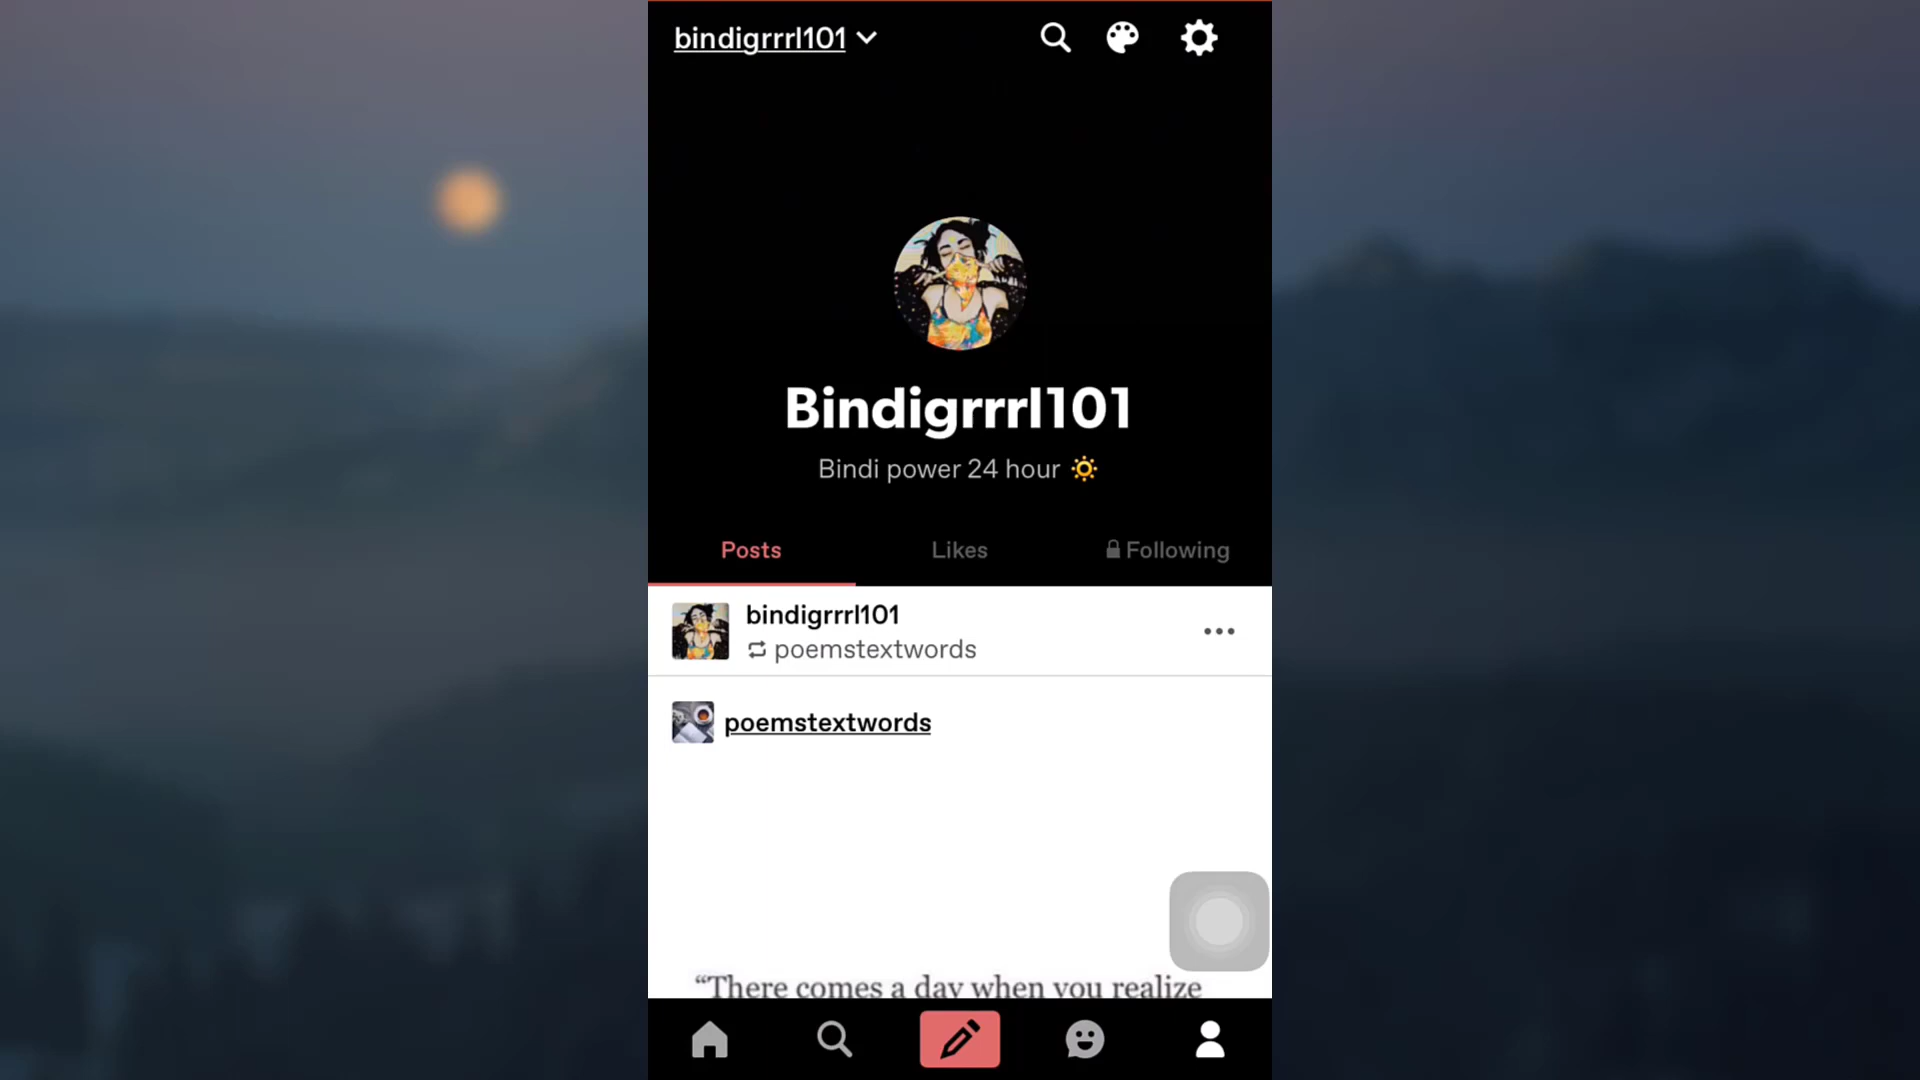 bindigrrrl101
Bindigrrrl101
Bindi power 24 hour
Posts Likes Following
bindigrrrl101
poemstextwords
poemstextwords
“There comes a day when you realize